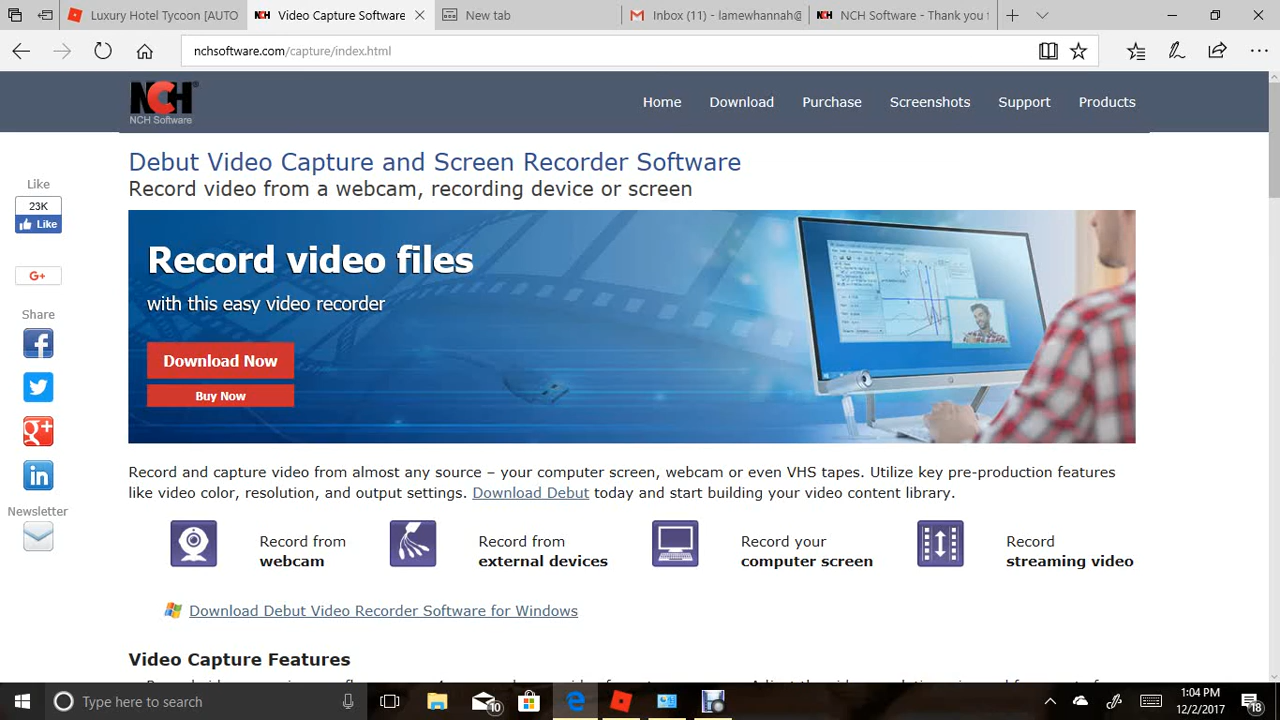 Luxury Hotel Tycoon [AUTO
Video Capture Software
New tab
Inbox (11) - lamewhannah@
NCH Software - Thank you f
nchsoftware.com/capture/index.html
NCH®
NCH Software
Home
Download
Purchase
Screenshots
Support
Products
Debut Video Capture and Screen Recorder Software
Record video from a webcam, recording device or screen
Like
23K
Like
G+
Share
Newsletter
Record video files
with this easy video recorder
Download Now
Buy Now
Record and capture video from almost any source – your computer screen, webcam or even VHS tapes. Utilize key pre-production features
like video color, resolution, and output settings. Download Debut today and start building your video content library.
Record from
webcam
Record from
external devices
Record your
computer screen
Record
streaming video
Download Debut Video Recorder Software for Windows
Video Capture Features
Type here to search
10
1:04 PM
12/2/2017
18